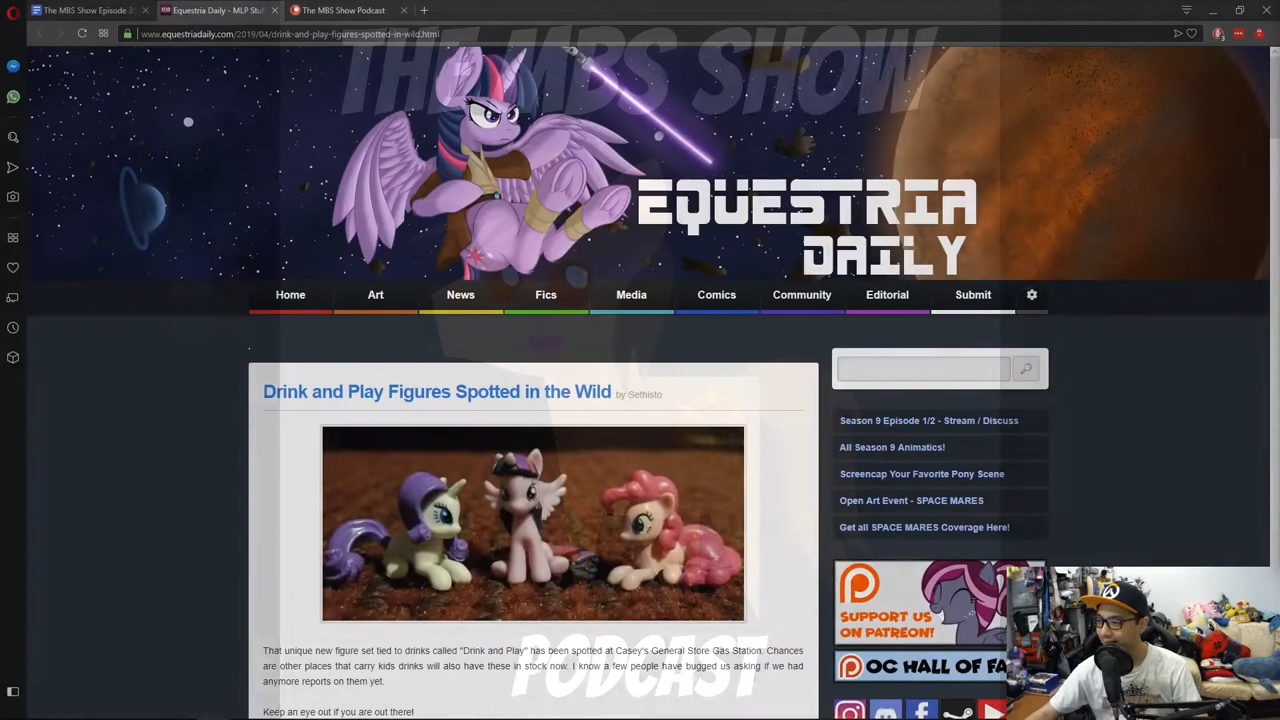 The MBS Show Episode 3
Equestria Daily - MLP Stu
The MBS Show Podcast
www.equestriadaily.com/2019/04/drink-and-play-figures-spotted-in-wild.html
THE MBS SHOW
EQUESTRIA
DAILY
Home Art News Fics Media Comics Community Editorial Submit
Drink and Play Figures Spotted in the Wild by Sethisto
Season 9 Episode 1/2 - Stream / Discuss
All Season 9 Animatics!
Screencap Your Favorite Pony Scene
Open Art Event - SPACE MARES
Get all SPACE MARES Coverage Here!
SUPPORT US
ON PATREON!
OC HALL OF FA
That unique new figure set tied to drinks called "Drink and Play" has been spotted at Casey's General Store Gas Station. Chances
are other places that carry kids drinks will also have these in stock now. I know a few people have bugged us asking if we had
anymore reports on them yet.
PODCAST
Keep an eye out if you are out there!